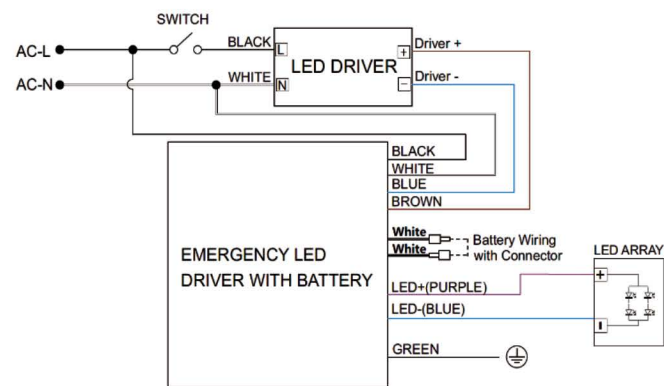 SWITCH
AC-L
BLACK
L
+
Driver +
LED DRIVER
AC-N
WHITE
N
−
Driver -
BLACK
WHITE
BLUE
BROWN
EMERGENCY LED
DRIVER WITH BATTERY
White
White
Battery Wiring
with Connector
LED ARRAY
LED+(PURPLE)
+
LED-(BLUE)
-
GREEN